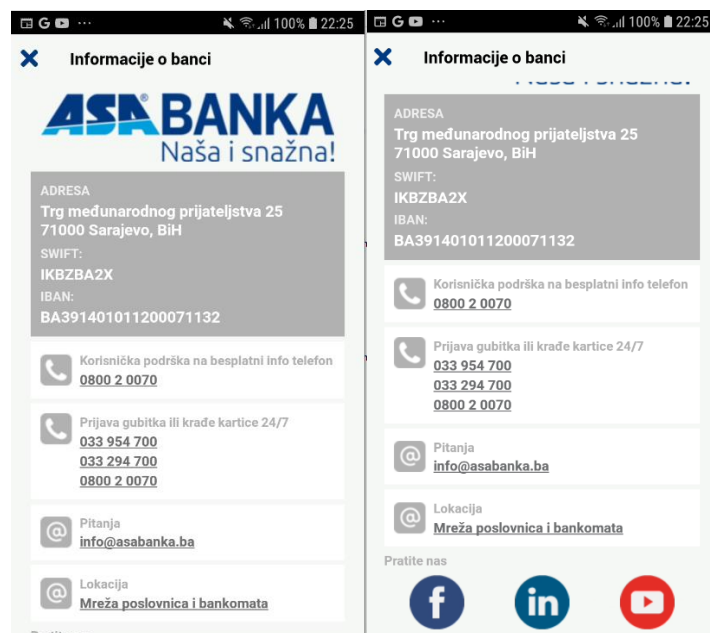 100% 22:25
Informacije o banci
ASA BANKA
Naša i snažna!
ADRESA
Trg međunarodnog prijateljstva 25
71000 Sarajevo, BiH
SWIFT:
IKBZBA2X
IBAN:
BA391401011200071132
Korisnička podrška na besplatni info telefon
0800 2 0070
Prijava gubitka ili krađe kartice 24/7
033 954 700
033 294 700
0800 2 0070
Pitanja
info@asabanka.ba
Lokacija
Mreža poslovnica i bankomata
100% 22:25
Informacije o banci
ADRESA
Trg međunarodnog prijateljstva 25
71000 Sarajevo, BiH
SWIFT:
IKBZBA2X
IBAN:
BA391401011200071132
Korisnička podrška na besplatni info telefon
0800 2 0070
Prijava gubitka ili krađe kartice 24/7
033 954 700
033 294 700
0800 2 0070
Pitanja
info@asabanka.ba
Lokacija
Mreža poslovnica i bankomata
Pratite nas